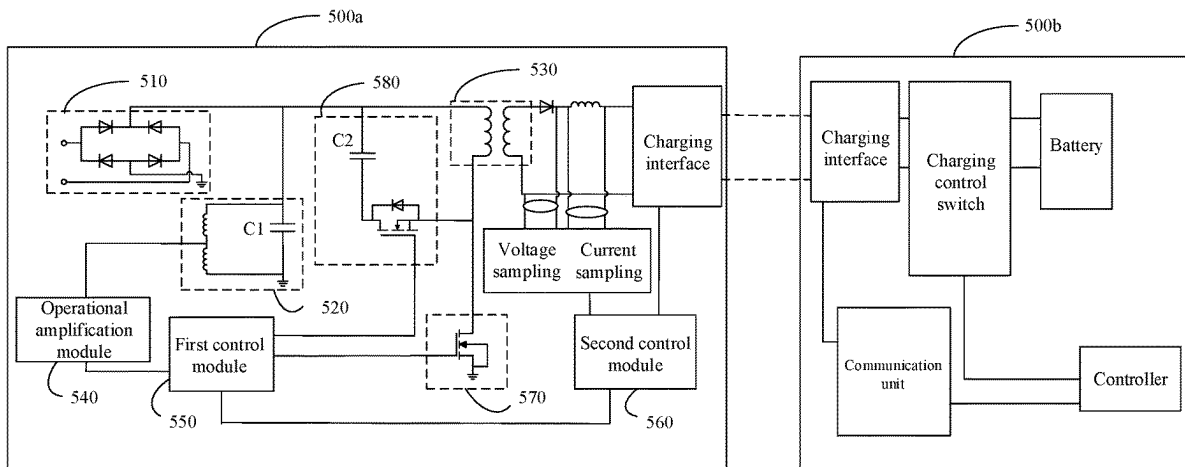 500a
500b
510
580
530
C2
Charging
interface
Charging
interface
Charging
control
switch
Battery
C1
Voltage
sampling
Current
sampling
520
Operational
amplification
module
First control
module
Second control
module
Communication
unit
Controller
540
550
570
560